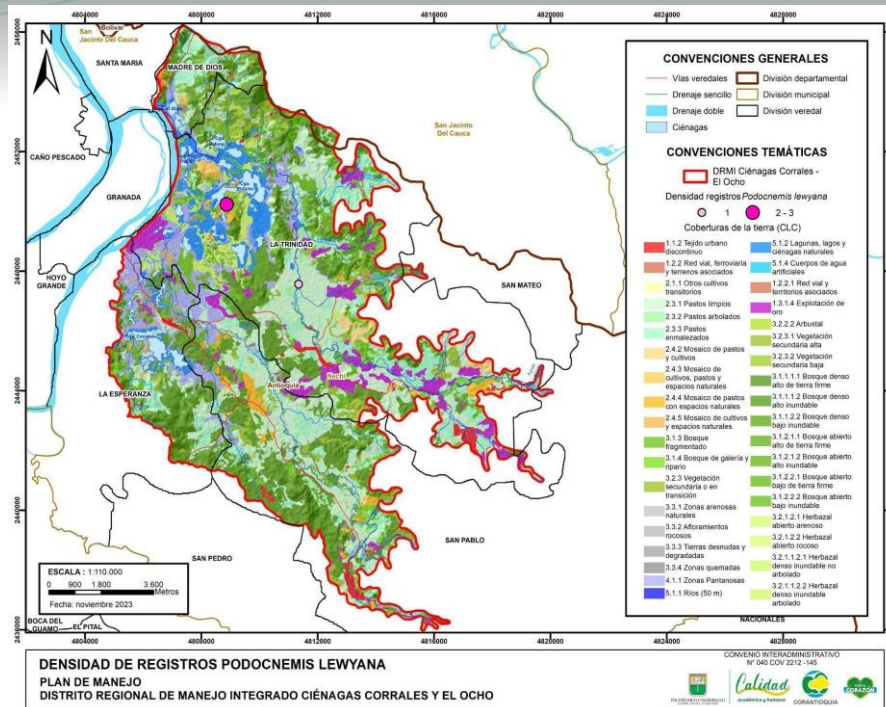 4804000 4808000 4812000 4816000 4820000 4824000 4828000
2456000
2452000
2448000
2444000
2440000
2436000
N
Bolívar
San Jacinto del Cauca
SANTA MARIA
MADRE DE DIOS
San Jacinto Del Cauca
CAÑO PESCADO
GRANADA
LA TRINIDAD
HOYO GRANDE
SAN MATEO
Nechí
Antioquia
LA ESPERANZA
SAN PABLO
SAN PEDRO
BOCA DEL GUAMO
EL PITAL
NACIONALES
ESCALA : 1:110.000
0 900 1.800 3.600
Metros
Fecha: noviembre 2023
4804000 4808000 4812000 4816000 4820000 4824000 4828000
CONVENCIONES GENERALES
Vías veredales
Drenaje sencillo
Drenaje doble
Ciénagas
División departamental
División municipal
División veredal
CONVENCIONES TEMÁTICAS
DRMI Ciénagas Corrales -
El Ocho
Densidad registros Podocnemis lewyana
1 2 - 3
Coberturas de la tierra (CLC)
1.1.2 Tejido urbano
discontinuo
1.2.2 Red vial, ferroviaria
y terrenos asociados
2.1.1 Otros cultivos
transitorios
2.3.1 Pastos limpios
2.3.2 Pastos arbolados
2.3.3 Pastos
enmalezados
2.4.2 Mosaico de pastos
y cultivos
2.4.3 Mosaico de
cultivos, pastos y
espacios naturales
2.4.4 Mosaico de pastos
con espacios naturales
2.4.5 Mosaico de cultivos
y espacios naturales
3.1.3 Bosque
fragmentado
3.1.4 Bosque de galería y
ripario
3.2.3 Vegetación
secundaria o en
transición
3.3.1 Zonas arenosas
naturales
3.3.2 Afloramientos
rocosos
3.3.3 Tierras desnudas y
degradadas
3.3.4 Zonas quemadas
4.1.1 Zonas Pantanosas
5.1.1 Ríos (50 m)
5.1.2 Lagunas, lagos y
ciénagas naturales
5.1.4 Cuerpos de agua
artificiales
1.2.2.1 Red vial y
territorios asociados
1.3.1.4 Explotación de
oro
3.2.2.2 Arbustal
3.2.3.1 Vegetación
secundaria alta
3.2.3.2 Vegetación
secundaria baja
3.1.1.1.1 Bosque denso
alto de tierra firme
3.1.1.1.2 Bosque denso
alto inundable
3.1.1.2.2 Bosque denso
bajo inundable
3.1.2.1.1 Bosque abierto
alto de tierra firme
3.1.2.1.2 Bosque abierto
alto inundable
3.1.2.2.1 Bosque abierto
bajo de tierra firme
3.1.2.2.2 Bosque abierto
bajo inundable
3.2.1.2.1 Herbazal
abierto arenoso
3.2.1.2.2 Herbazal
abierto rocoso
3.2.1.1.2.1 Herbazal
denso inundable no
arbolado
3.2.1.1.2.2 Herbazal
denso inundable
arbolado
DENSIDAD DE REGISTROS PODOCNEMIS LEWYANA
PLAN DE MANEJO
DISTRITO REGIONAL DE MANEJO INTEGRADO CIÉNAGAS CORRALES Y EL OCHO
CONVENIO INTERADMINISTRATIVO
N° 040 COV 2212 -145
Calidad
académica y humana
CORANTIOQUIA
CORAZÓN